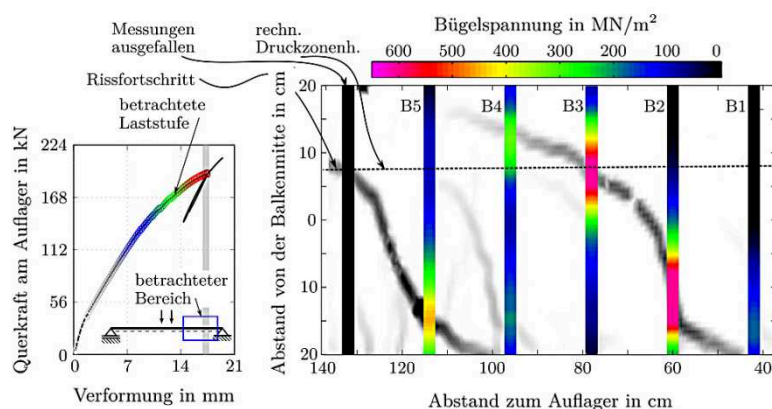 Messungen
ausgefallen
rechn.
Druckzonenh.
Bügelspannung in MN/m²
600 500 400 300 200 100 0
Rissfortschritt
betrachtete
Laststufe
Querkraft am Auflager in kN
224
168
112
56
0
betrachteter
Bereich
0 7 14 21
Verformung in mm
Abstand von der Balkenmitte in cm
20
10
0
10
20
B5 B4 B3 B2 B1
140 120 100 80 60 40
Abstand zum Auflager in cm